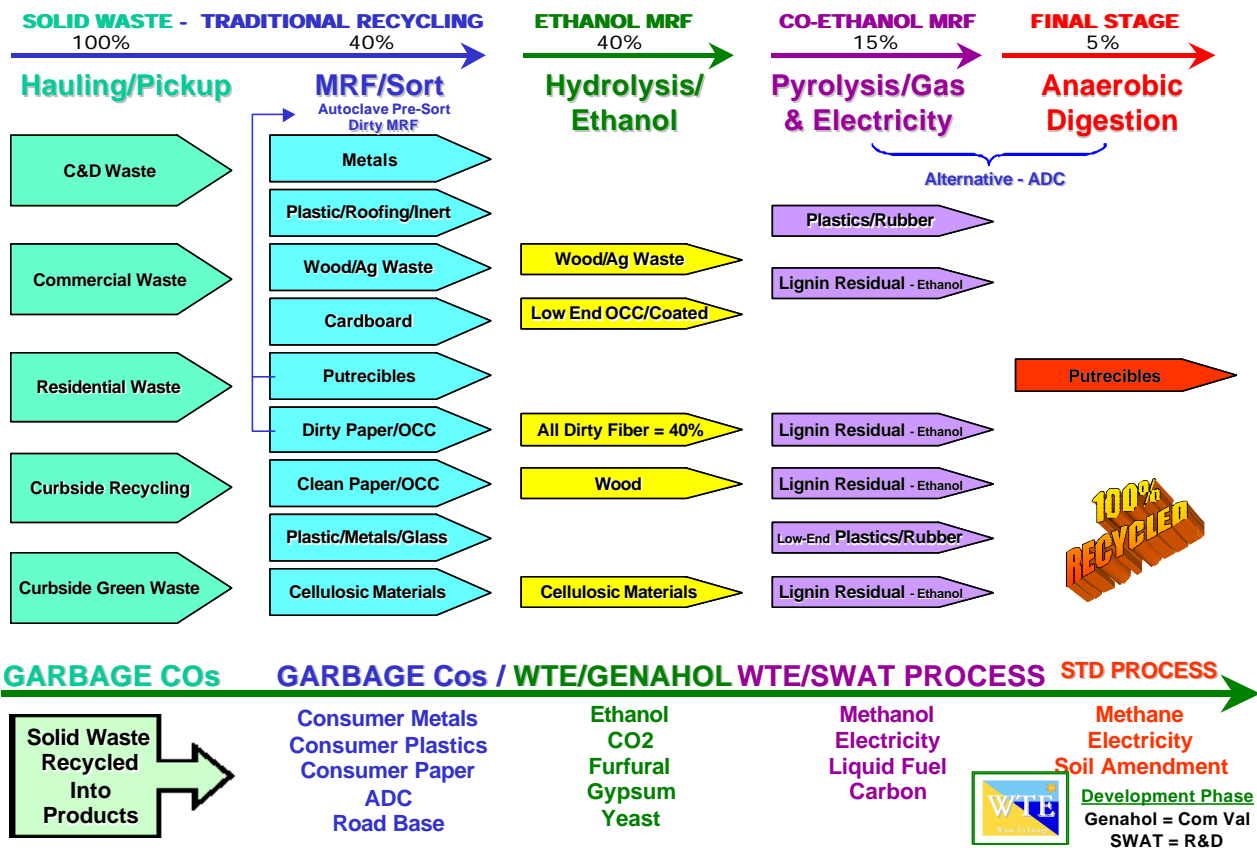 SOLID WASTE - TRADITIONAL RECYCLING
100%
40%
ETHANOL MRF
40%
CO-ETHANOL MRF
15%
FINAL STAGE
5%
Hauling/Pickup
MRF/Sort
Autoclave Pre-Sort
Dirty MRF
Hydrolysis/
Ethanol
Pyrolysis/Gas
& Electricity
Anaerobic
Digestion
Alternative - ADC
C&D Waste
Commercial Waste
Residential Waste
Curbside Recycling
Curbside Green Waste
Metals
Plastic/Roofing/Inert
Wood/Ag Waste
Cardboard
Putrecibles
Dirty Paper/OCC
Clean Paper/OCC
Plastic/Metals/Glass
Cellulosic Materials
Wood/Ag Waste
Low End OCC/Coated
All Dirty Fiber = 40%
Wood
Cellulosic Materials
Plastics/Rubber
Lignin Residual - Ethanol
Lignin Residual - Ethanol
Lignin Residual - Ethanol
Low-End Plastics/Rubber
Lignin Residual - Ethanol
Putrecibles
100%
RECYCLED
GARBAGE COs
GARBAGE Cos / WTE/GENAHOL
WTE/SWAT PROCESS
STD PROCESS
Solid Waste
Recycled
Into
Products
Consumer Metals
Consumer Plastics
Consumer Paper
ADC
Road Base
Ethanol
CO2
Furfural
Gypsum
Yeast
Methanol
Electricity
Liquid Fuel
Carbon
Methane
Electricity
Soil Amendment
WTE
Waste To Energy
Development Phase
Genahol = Com Val
SWAT = R&D